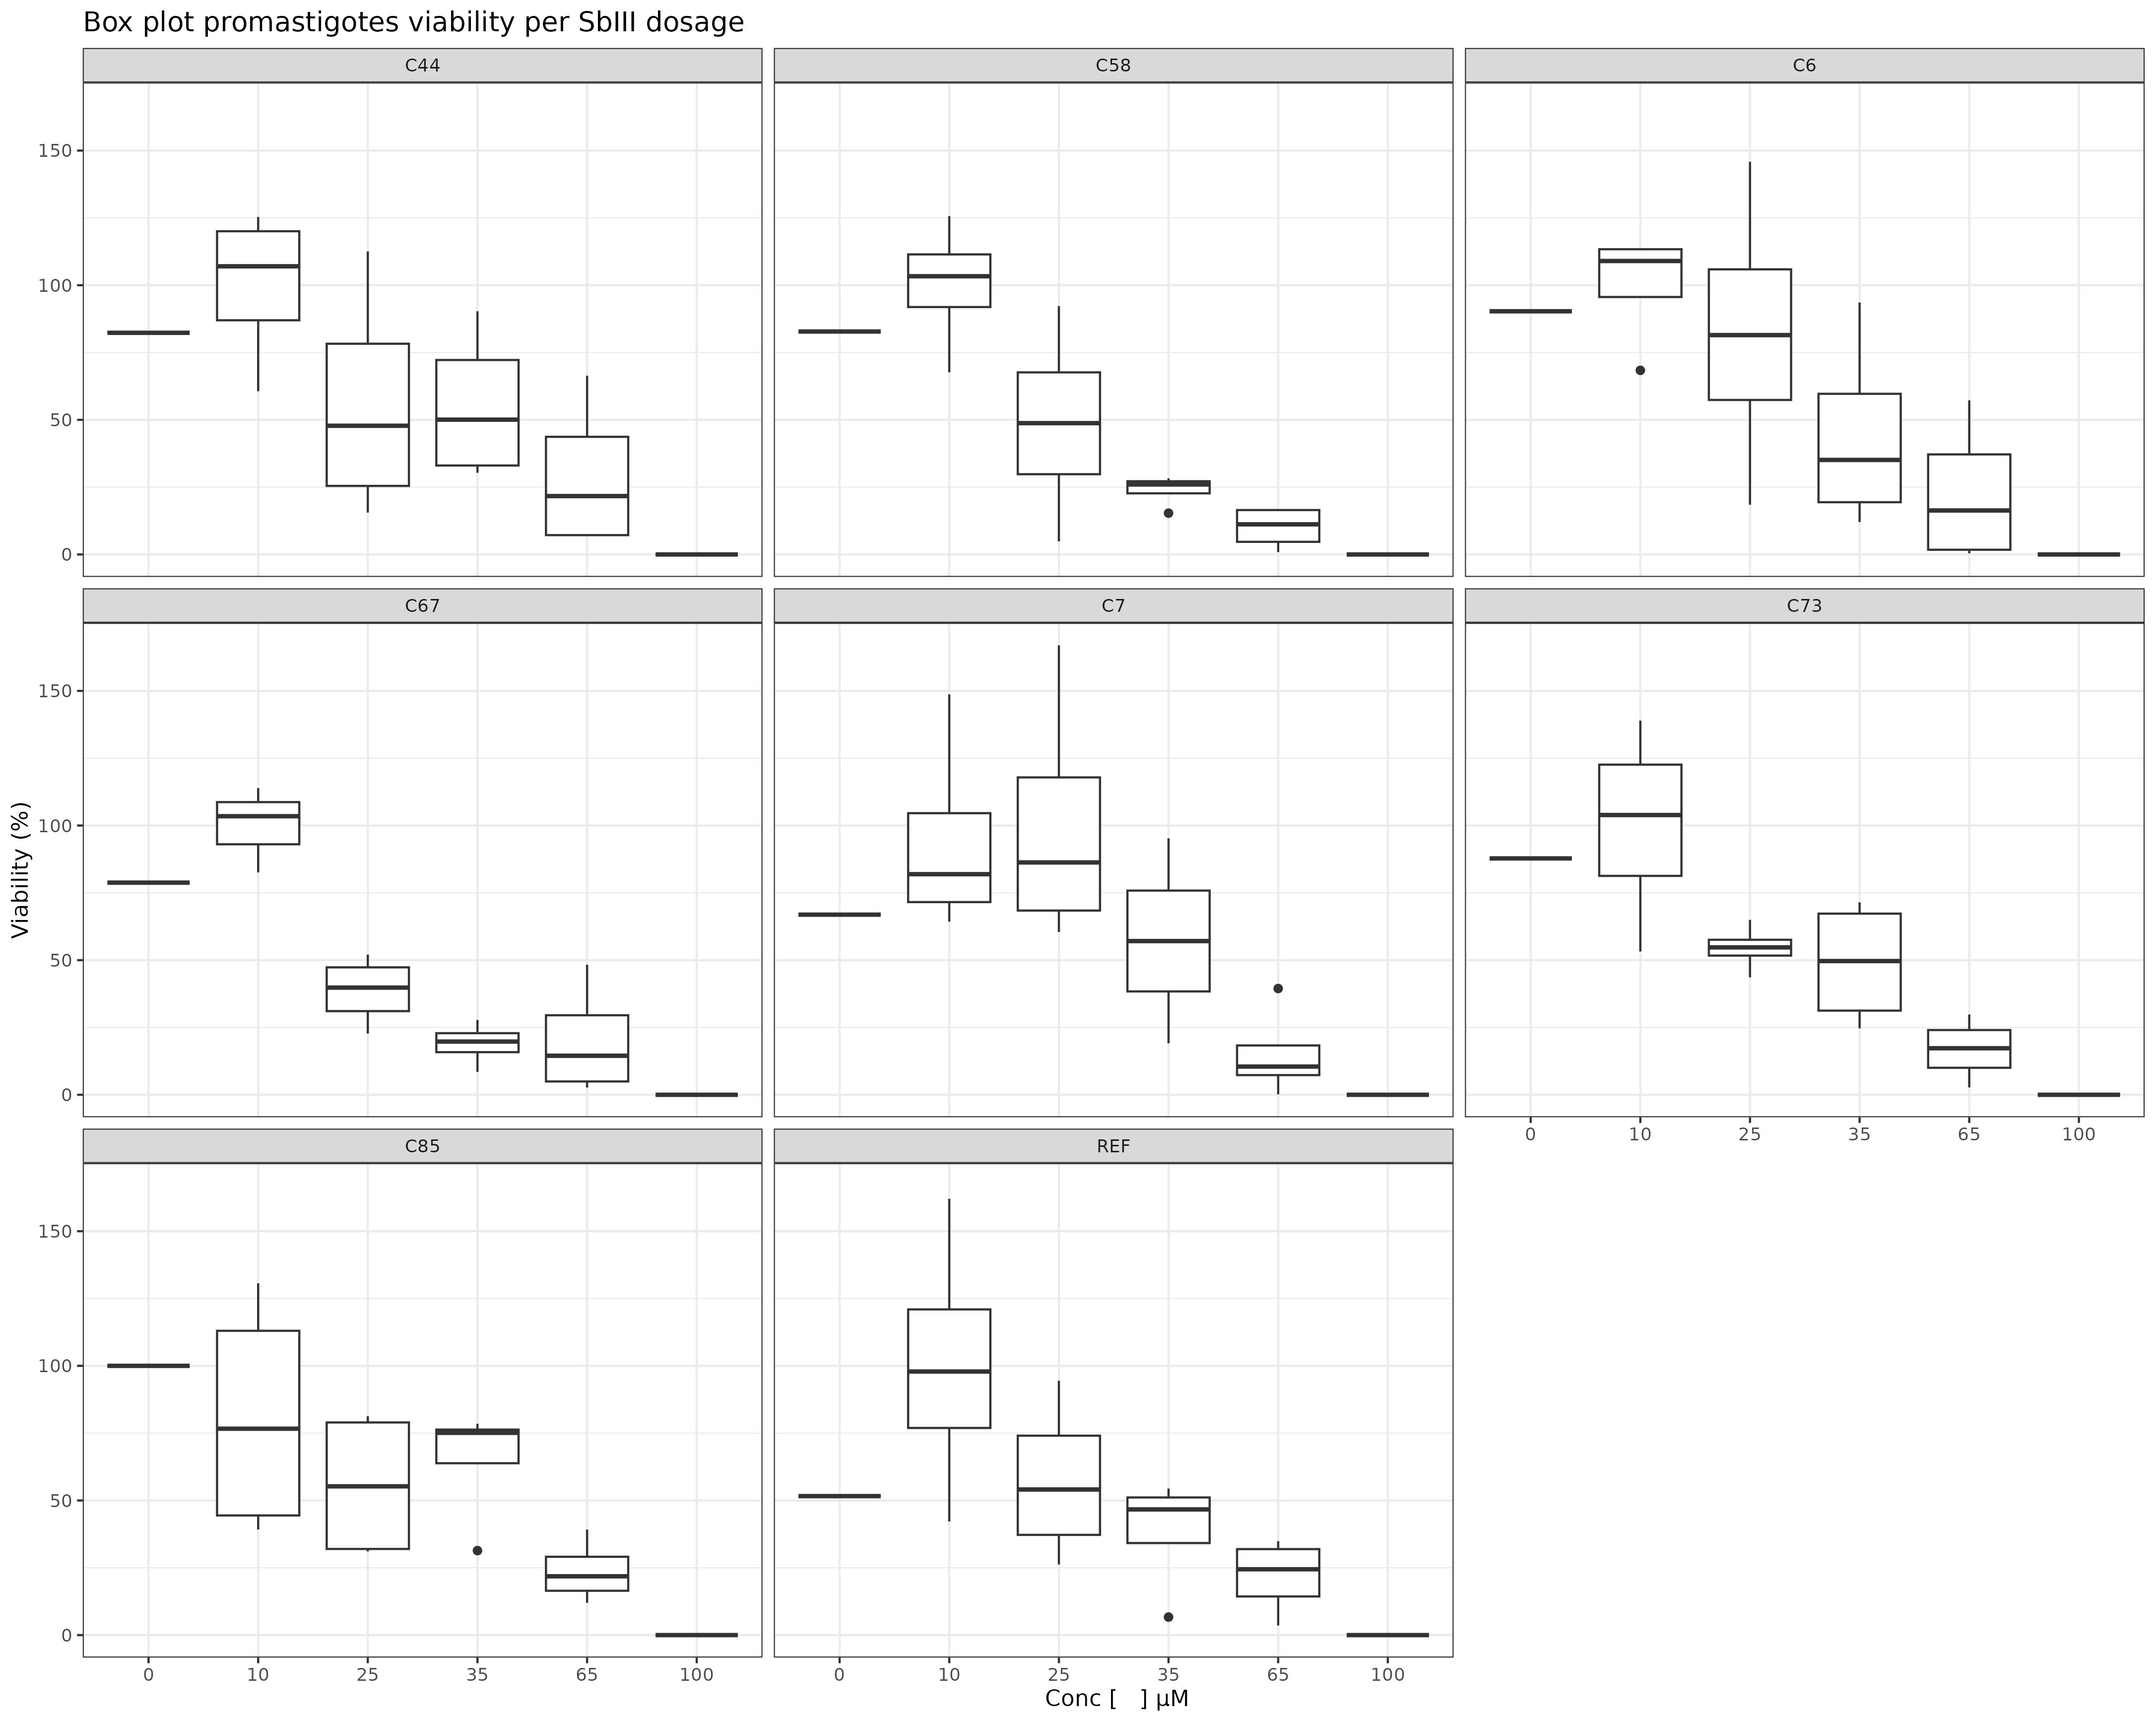 Box plot promastigotes viability per SbIII dosage
C44 C58 C6
150
100
50
0
C67 C7 C73
150
100
50
0
Viability (%)
0 10 25 35 65 100
C85 REF
150
100
50
0
0 10 25 35 65 100 0 10 25 35 65 100
Conc [ ] µM